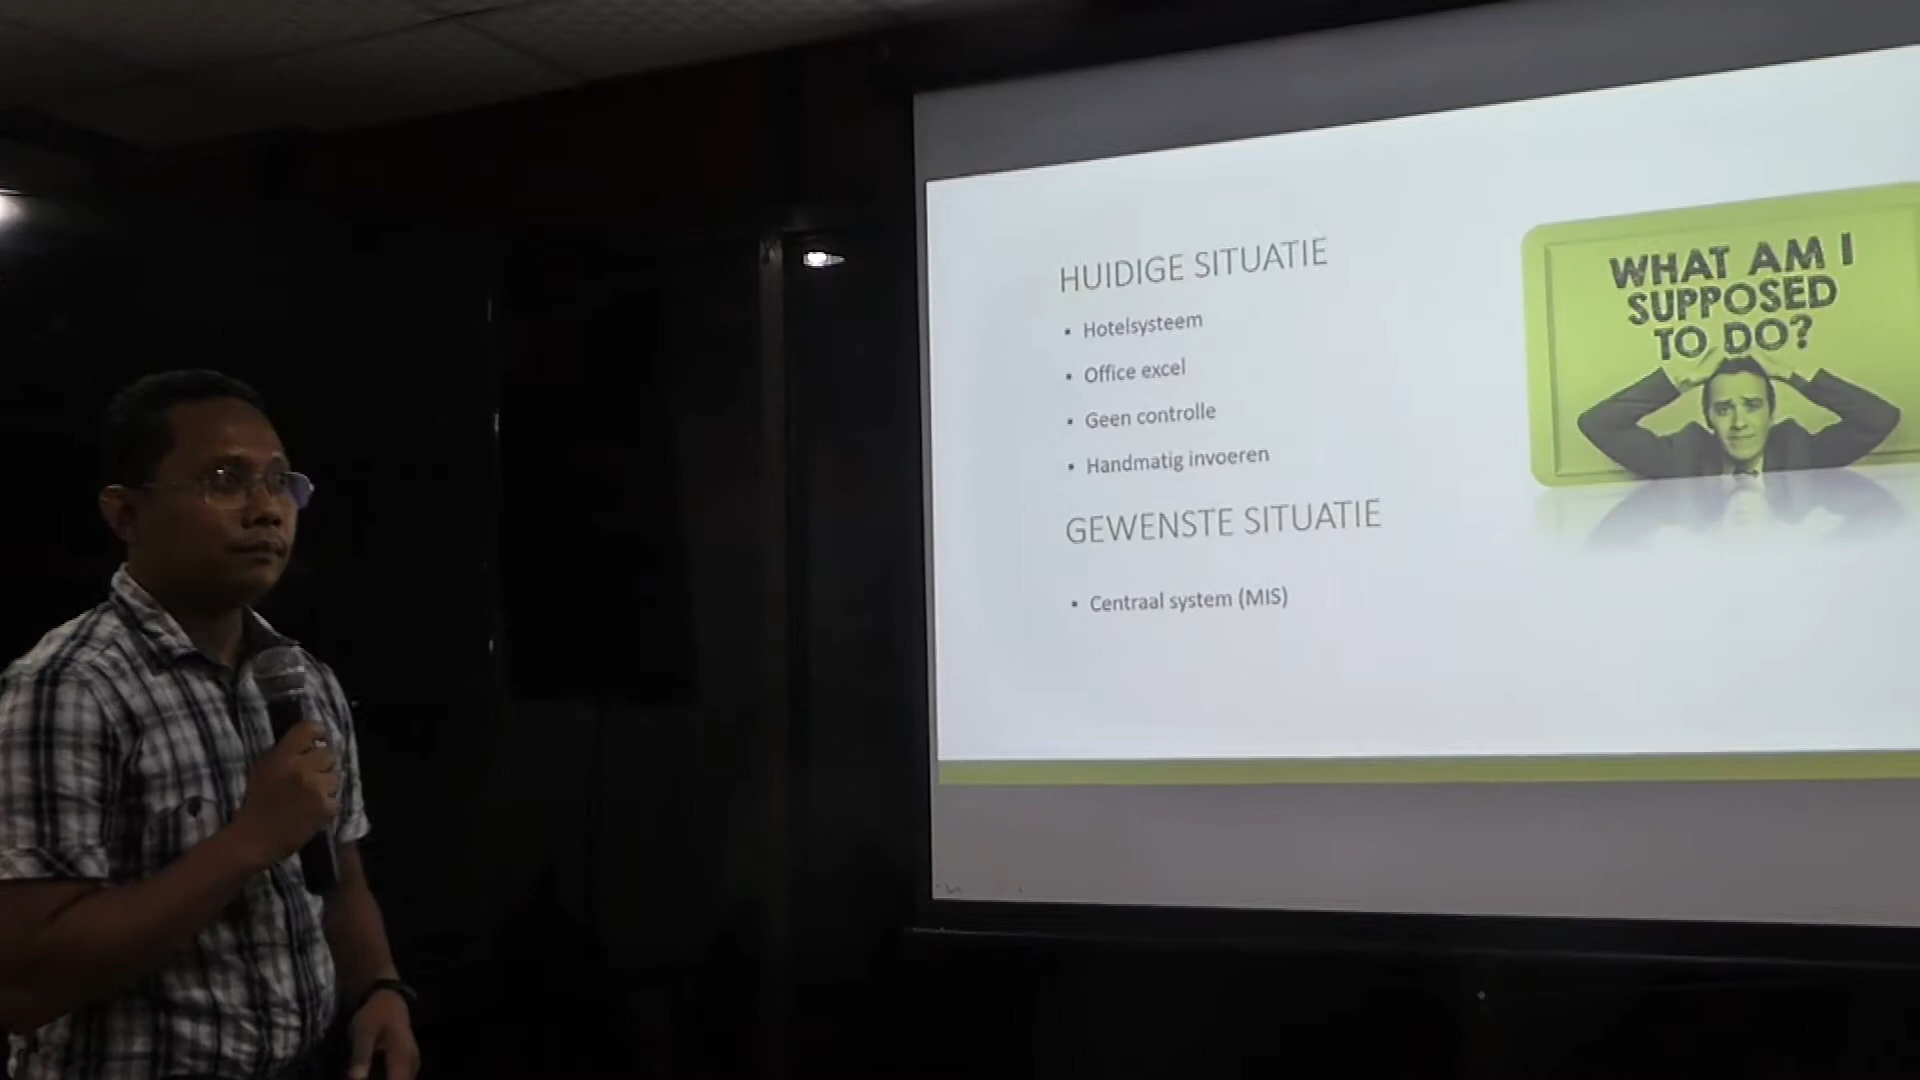 HUIDIGE SITUATIE
▪ Hotelsysteem
▪ Office excel
▪ Geen controlle
▪ Handmatig invoeren
GEWENSTE SITUATIE
▪ Centraal system (MIS)
WHAT AM I
SUPPOSED
TO DO?